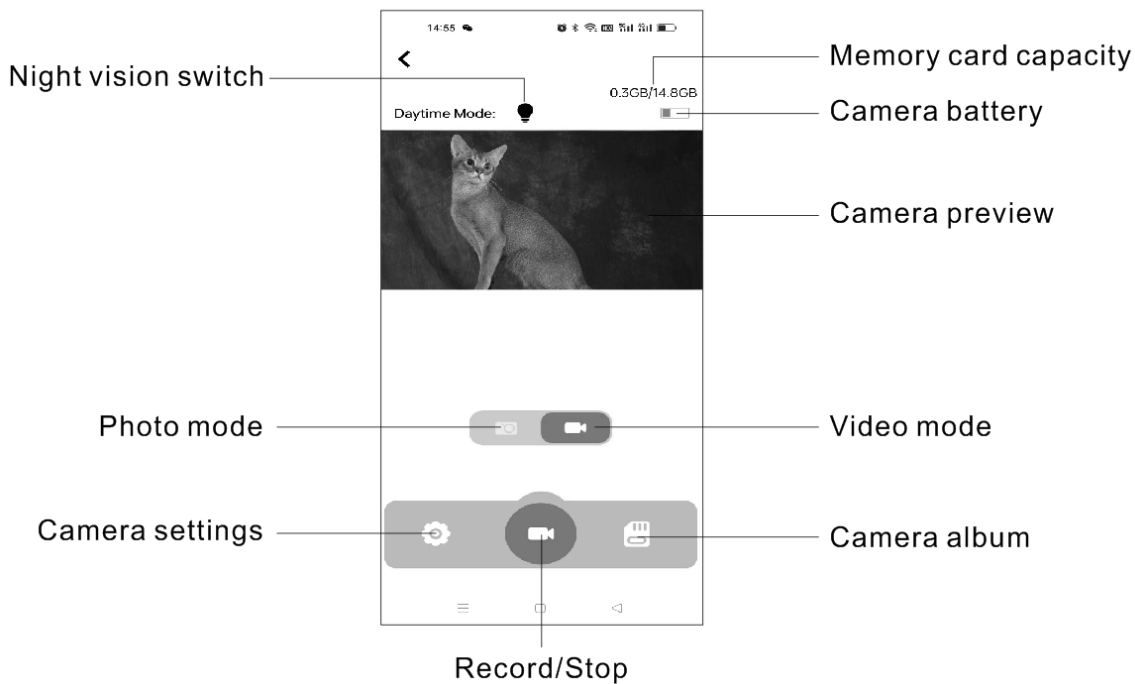 14:55
Night vision switch
Memory card capacity
0.3GB/14.8GB
Daytime Mode:
Camera battery
Camera preview
Photo mode
Video mode
Camera settings
Camera album
Record/Stop